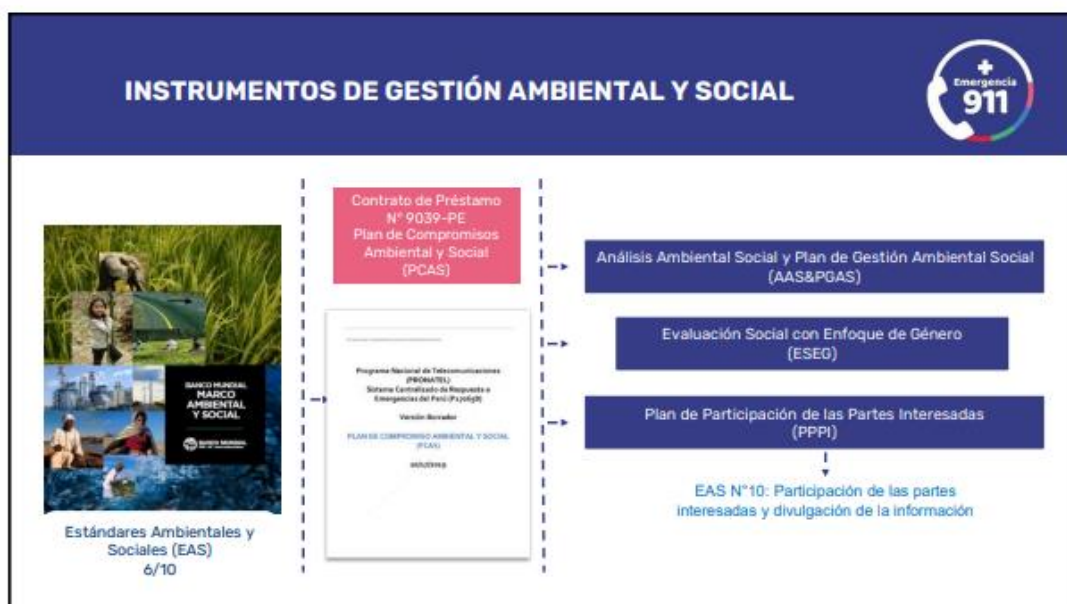 INSTRUMENTOS DE GESTIÓN AMBIENTAL Y SOCIAL
Emergencia
911
BANCO MUNDIAL
MARCO
AMBIENTAL
Y SOCIAL
BANCO MUNDIAL
Estándares Ambientales y
Sociales (EAS)
6/10
Contrato de Préstamo
N° 9039-PE
Plan de Compromisos
Ambiental y Social
(PCAS)
Programa Nacional de Telecomunicaciones
(PRONATEL)
Sistema Centralizado de Respuesta a
Emergencias del Perú
Versión Borrador
PLAN DE COMPROMISO AMBIENTAL Y SOCIAL
(PCAS)
Análisis Ambiental Social y Plan de Gestión Ambiental Social
(AAS&PGAS)
Evaluación Social con Enfoque de Género
(ESEG)
Plan de Participación de las Partes Interesadas
(PPPI)
EAS N°10: Participación de las partes
interesadas y divulgación de la información